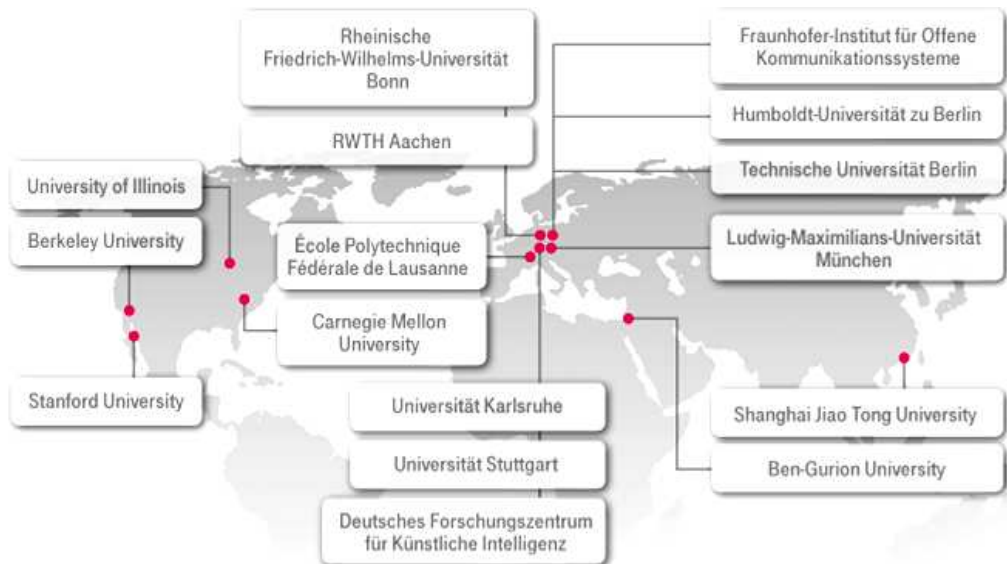 Rheinische
Friedrich-Wilhelms-Universität
Bonn
Fraunhofer-Institut für Offene
Kommunikationssysteme
Humboldt-Universität zu Berlin
RWTH Aachen
Technische Universität Berlin
University of Illinois
Berkeley University
École Polytechnique
Fédérale de Lausanne
Ludwig-Maximilians-Universität
München
Carnegie Mellon
University
Stanford University
Universität Karlsruhe
Shanghai Jiao Tong University
Universität Stuttgart
Ben-Gurion University
Deutsches Forschungszentrum
für Künstliche Intelligenz